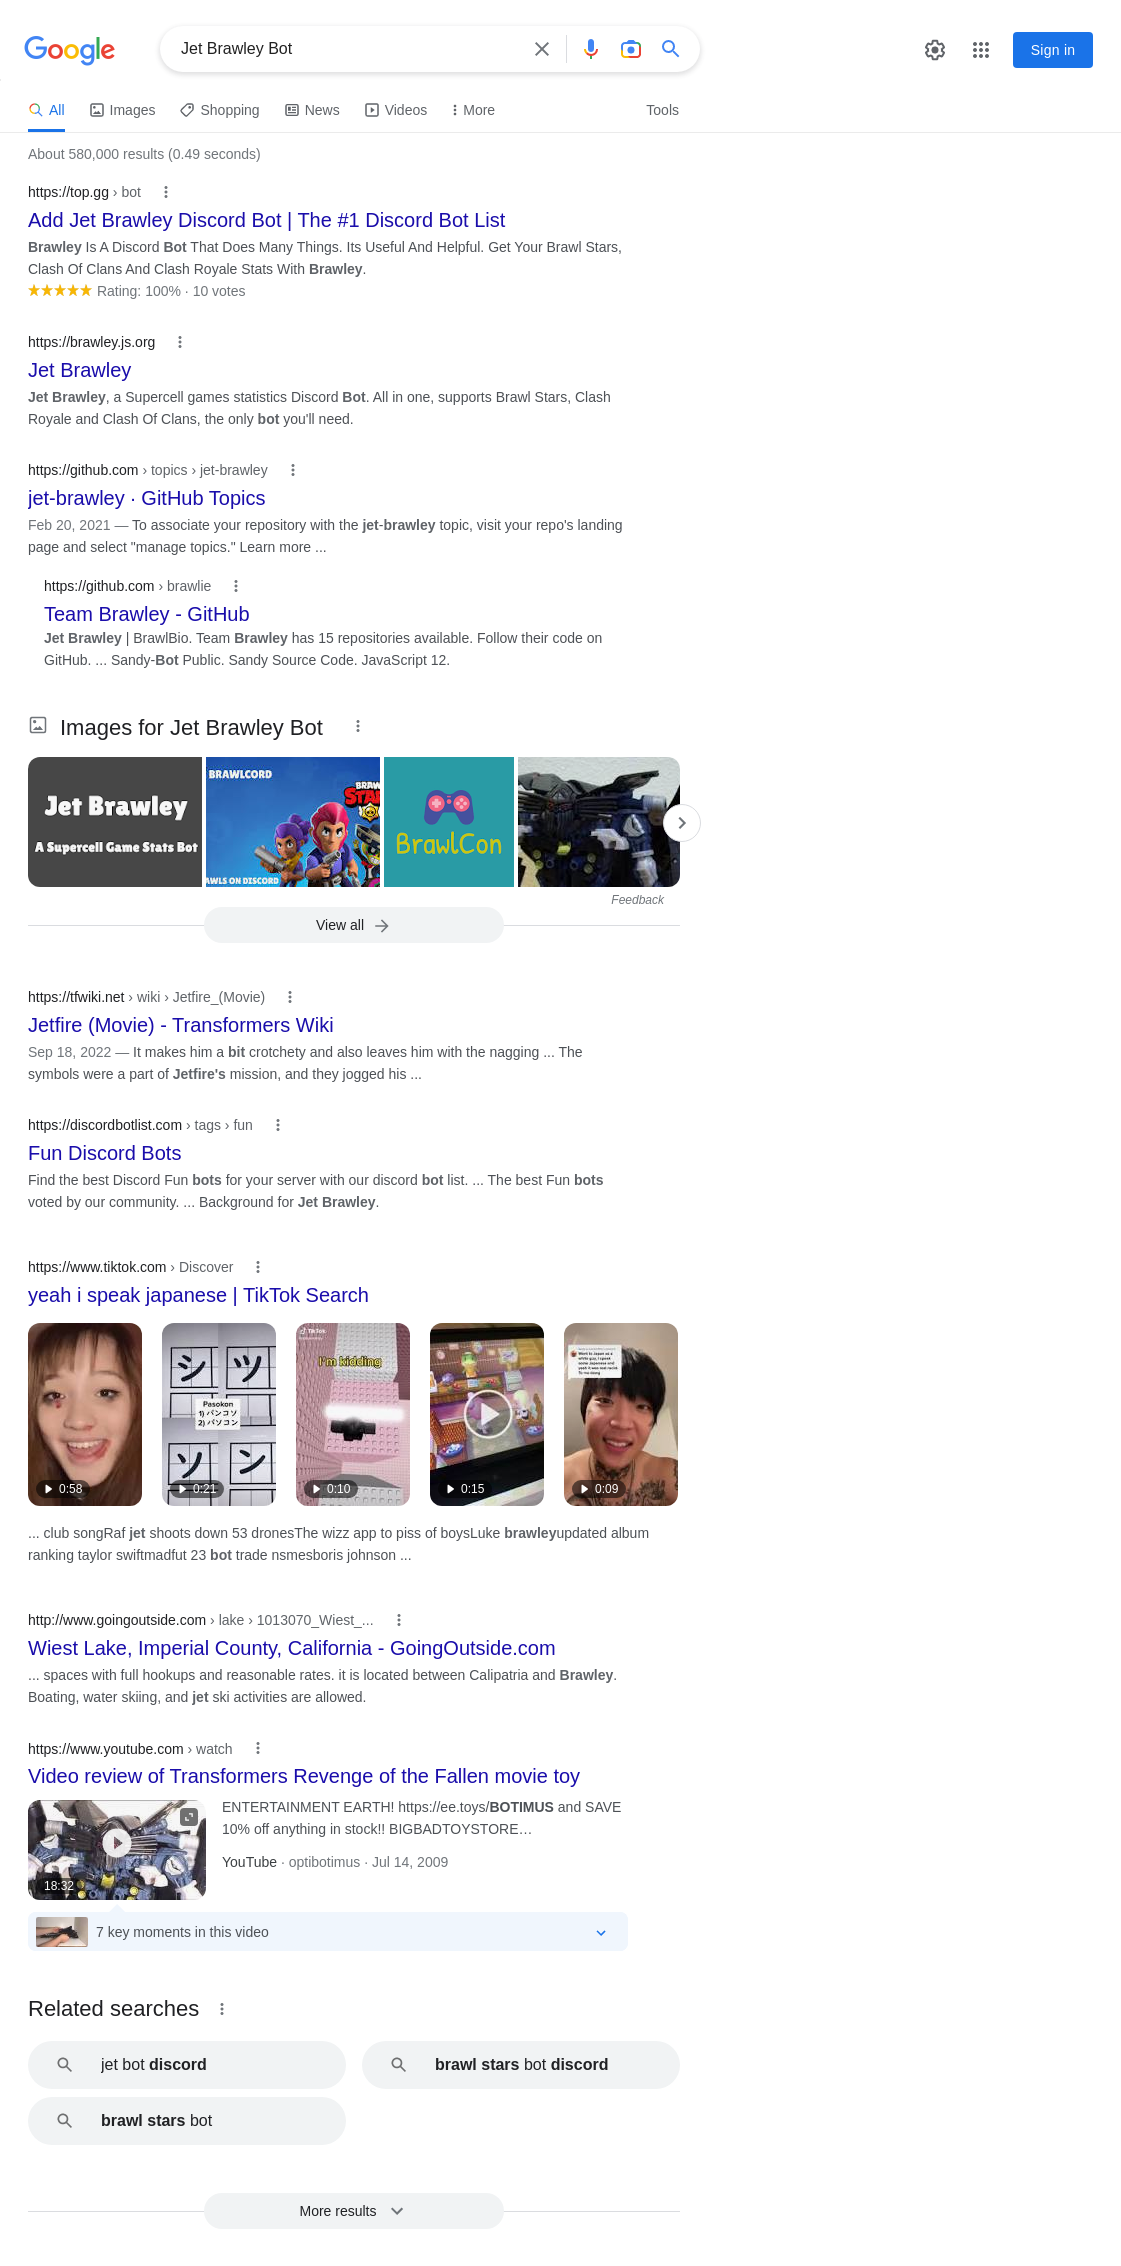 Google
Jet Brawley Bot
Sign in
All
Images
Shopping
News
Videos
More
Tools
About 580,000 results (0.49 seconds)
https://top.gg › bot
Add Jet Brawley Discord Bot | The #1 Discord Bot List
Brawley Is A Discord Bot That Does Many Things. Its Useful And Helpful. Get Your Brawl Stars,
Clash Of Clans And Clash Royale Stats With Brawley.
Rating: 100% · 10 votes
https://brawley.js.org
Jet Brawley
Jet Brawley, a Supercell games statistics Discord Bot. All in one, supports Brawl Stars, Clash
Royale and Clash Of Clans, the only bot you'll need.
https://github.com › topics › jet-brawley
jet-brawley · GitHub Topics
Feb 20, 2021 — To associate your repository with the jet-brawley topic, visit your repo's landing
page and select "manage topics." Learn more ...
https://github.com › brawlie
Team Brawley - GitHub
Jet Brawley | BrawlBio. Team Brawley has 15 repositories available. Follow their code on
GitHub. ... Sandy-Bot Public. Sandy Source Code. JavaScript 12.
Images for Jet Brawley Bot
Jet Brawley
A Supercell Game Stats Bot
BRAWLCORD
BRAW
STA
AWLS ON DISCORD
BrawlCon
Feedback
View all
https://tfwiki.net › wiki › Jetfire_(Movie)
Jetfire (Movie) - Transformers Wiki
Sep 18, 2022 — It makes him a bit crotchety and also leaves him with the nagging ... The
symbols were a part of Jetfire's mission, and they jogged his ...
https://discordbotlist.com › tags › fun
Fun Discord Bots
Find the best Discord Fun bots for your server with our discord bot list. ... The best Fun bots
voted by our community. ... Background for Jet Brawley.
https://www.tiktok.com › Discover
yeah i speak japanese | TikTok Search
0:58
シ ツ
Pasokon
1) パンコソ
2) パソコン
ソ ン
0:21
TikTok
I'm kidding
0:10
0:15
0:09
... club songRaf jet shoots down 53 dronesThe wizz app to piss of boysLuke brawleyupdated album
ranking taylor swiftmadfut 23 bot trade nsmesboris johnson ...
http://www.goingoutside.com › lake › 1013070_Wiest_...
Wiest Lake, Imperial County, California - GoingOutside.com
... spaces with full hookups and reasonable rates. it is located between Calipatria and Brawley.
Boating, water skiing, and jet ski activities are allowed.
https://www.youtube.com › watch
Video review of Transformers Revenge of the Fallen movie toy
18:32
ENTERTAINMENT EARTH! https://ee.toys/BOTIMUS and SAVE
10% off anything in stock!! BIGBADTOYSTORE…
YouTube · optibotimus · Jul 14, 2009
7 key moments in this video
Related searches
jet bot discord
brawl stars bot discord
brawl stars bot
More results